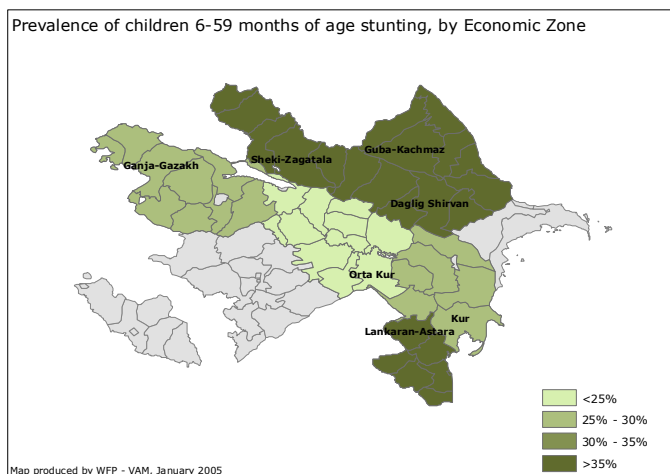 Prevalence of children 6-59 months of age stunting, by Economic Zone
Guba-Kachmaz
Sheki-Zagatala
Ganja-Gazakh
Daglig Shirvan
Orta Kur
Kur
Lankaran-Astara
<25%
25% - 30%
30% - 35%
>35%
Map produced by WFP - VAM, January 2005